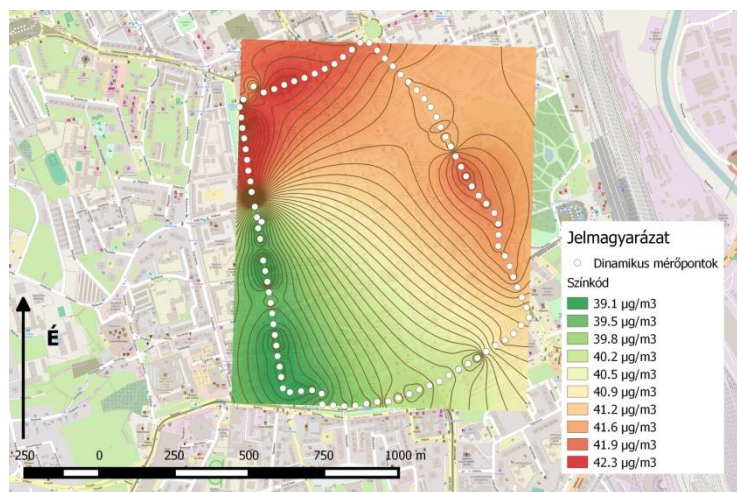 Jelmagyarázat
Dinamikus mérőpontok
Színkód
39.1 µg/m3
39.5 µg/m3
39.8 µg/m3
40.2 µg/m3
40.5 µg/m3
40.9 µg/m3
41.2 µg/m3
41.6 µg/m3
41.9 µg/m3
42.3 µg/m3
É
250 0 250 500 750 1000 m